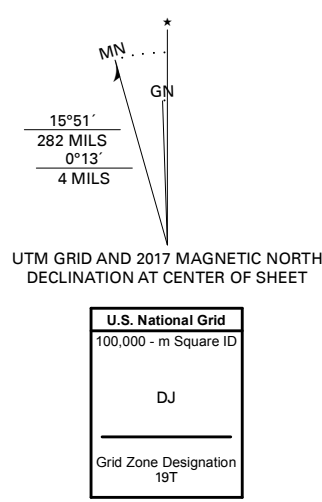 ★
MN
GN
15°51´
282 MILS
0°13´
4 MILS
UTM GRID AND 2017 MAGNETIC NORTH
DECLINATION AT CENTER OF SHEET
U.S. National Grid
100,000 - m Square ID
DJ
Grid Zone Designation
19T